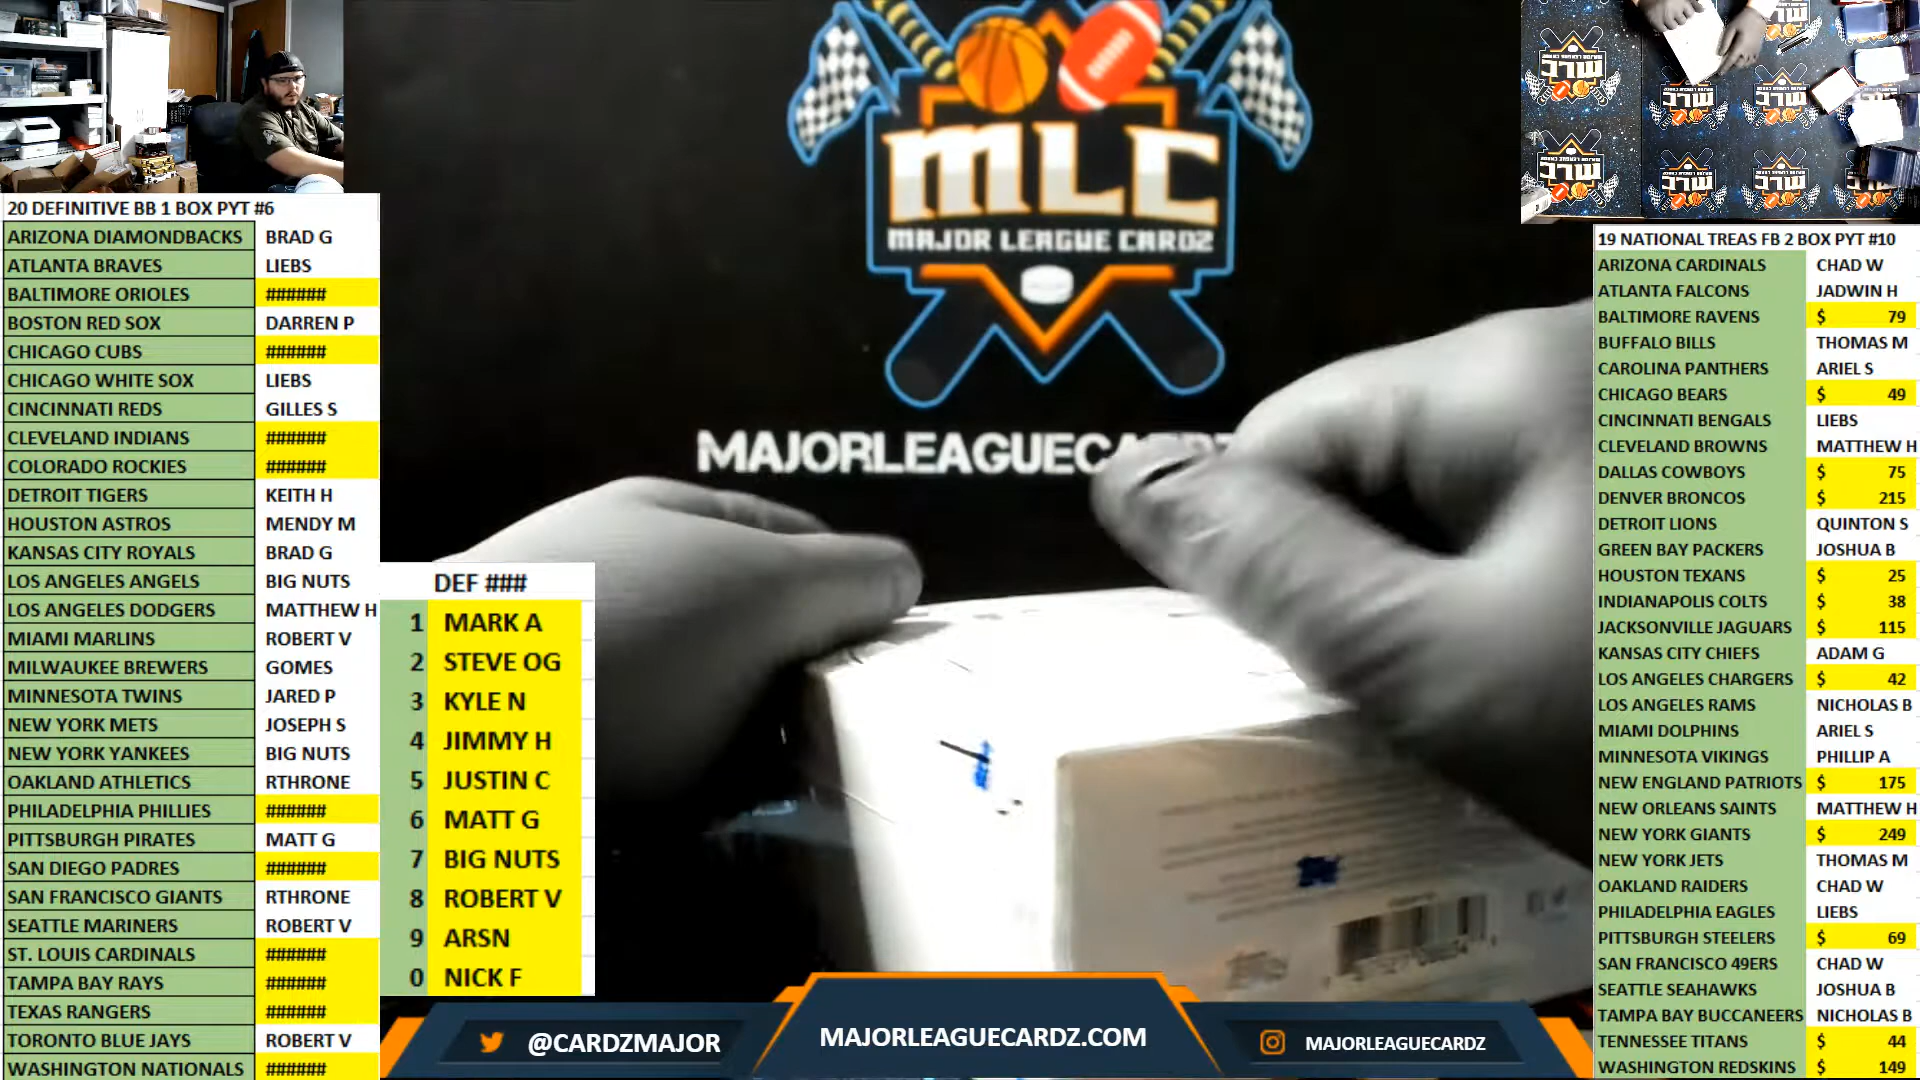 20 DEFINITIVE BB 1 BOX PYT #6
ARIZONA DIAMONDBACKS BRAD G
ATLANTA BRAVES LIEBS
BALTIMORE ORIOLES ######
BOSTON RED SOX DARREN P
CHICAGO CUBS ######
CHICAGO WHITE SOX LIEBS
CINCINNATI REDS GILLES S
CLEVELAND INDIANS ######
COLORADO ROCKIES ######
DETROIT TIGERS KEITH H
HOUSTON ASTROS MENDY M
KANSAS CITY ROYALS BRAD G
LOS ANGELES ANGELS BIG NUTS
LOS ANGELES DODGERS MATTHEW H
MIAMI MARLINS ROBERT V
MILWAUKEE BREWERS GOMES
MINNESOTA TWINS JARED P
NEW YORK METS JOSEPH S
NEW YORK YANKEES BIG NUTS
OAKLAND ATHLETICS RTHRONE
PHILADELPHIA PHILLIES ######
PITTSBURGH PIRATES MATT G
SAN DIEGO PADRES ######
SAN FRANCISCO GIANTS RTHRONE
SEATTLE MARINERS ROBERT V
ST. LOUIS CARDINALS ######
TAMPA BAY RAYS ######
TEXAS RANGERS ######
TORONTO BLUE JAYS ROBERT V
WASHINGTON NATIONALS ######
DEF ###
1 MARK A
2 STEVE OG
3 KYLE N
4 JIMMY H
5 JUSTIN C
6 MATT G
7 BIG NUTS
8 ROBERT V
9 ARSN
0 NICK F
MLC
MAJOR LEAGUE CARDZ
MAJORLEAGUECARDZ
@CARDZMAJOR
MAJORLEAGUECARDZ.COM
MAJORLEAGUECARDZ
19 NATIONAL TREAS FB 2 BOX PYT #10
ARIZONA CARDINALS CHAD W
ATLANTA FALCONS JADWIN H
BALTIMORE RAVENS $ 79
BUFFALO BILLS THOMAS M
CAROLINA PANTHERS ARIEL S
CHICAGO BEARS $ 49
CINCINNATI BENGALS LIEBS
CLEVELAND BROWNS MATTHEW H
DALLAS COWBOYS $ 75
DENVER BRONCOS $ 215
DETROIT LIONS QUINTON S
GREEN BAY PACKERS JOSHUA B
HOUSTON TEXANS $ 25
INDIANAPOLIS COLTS $ 38
JACKSONVILLE JAGUARS $ 115
KANSAS CITY CHIEFS ADAM G
LOS ANGELES CHARGERS $ 42
LOS ANGELES RAMS NICHOLAS B
MIAMI DOLPHINS ARIEL S
MINNESOTA VIKINGS PHILLIP A
NEW ENGLAND PATRIOTS $ 175
NEW ORLEANS SAINTS MATTHEW H
NEW YORK GIANTS $ 249
NEW YORK JETS THOMAS M
OAKLAND RAIDERS CHAD W
PHILADELPHIA EAGLES LIEBS
PITTSBURGH STEELERS $ 69
SAN FRANCISCO 49ERS CHAD W
SEATTLE SEAHAWKS JOSHUA B
TAMPA BAY BUCCANEERS NICHOLAS B
TENNESSEE TITANS $ 44
WASHINGTON REDSKINS $ 149